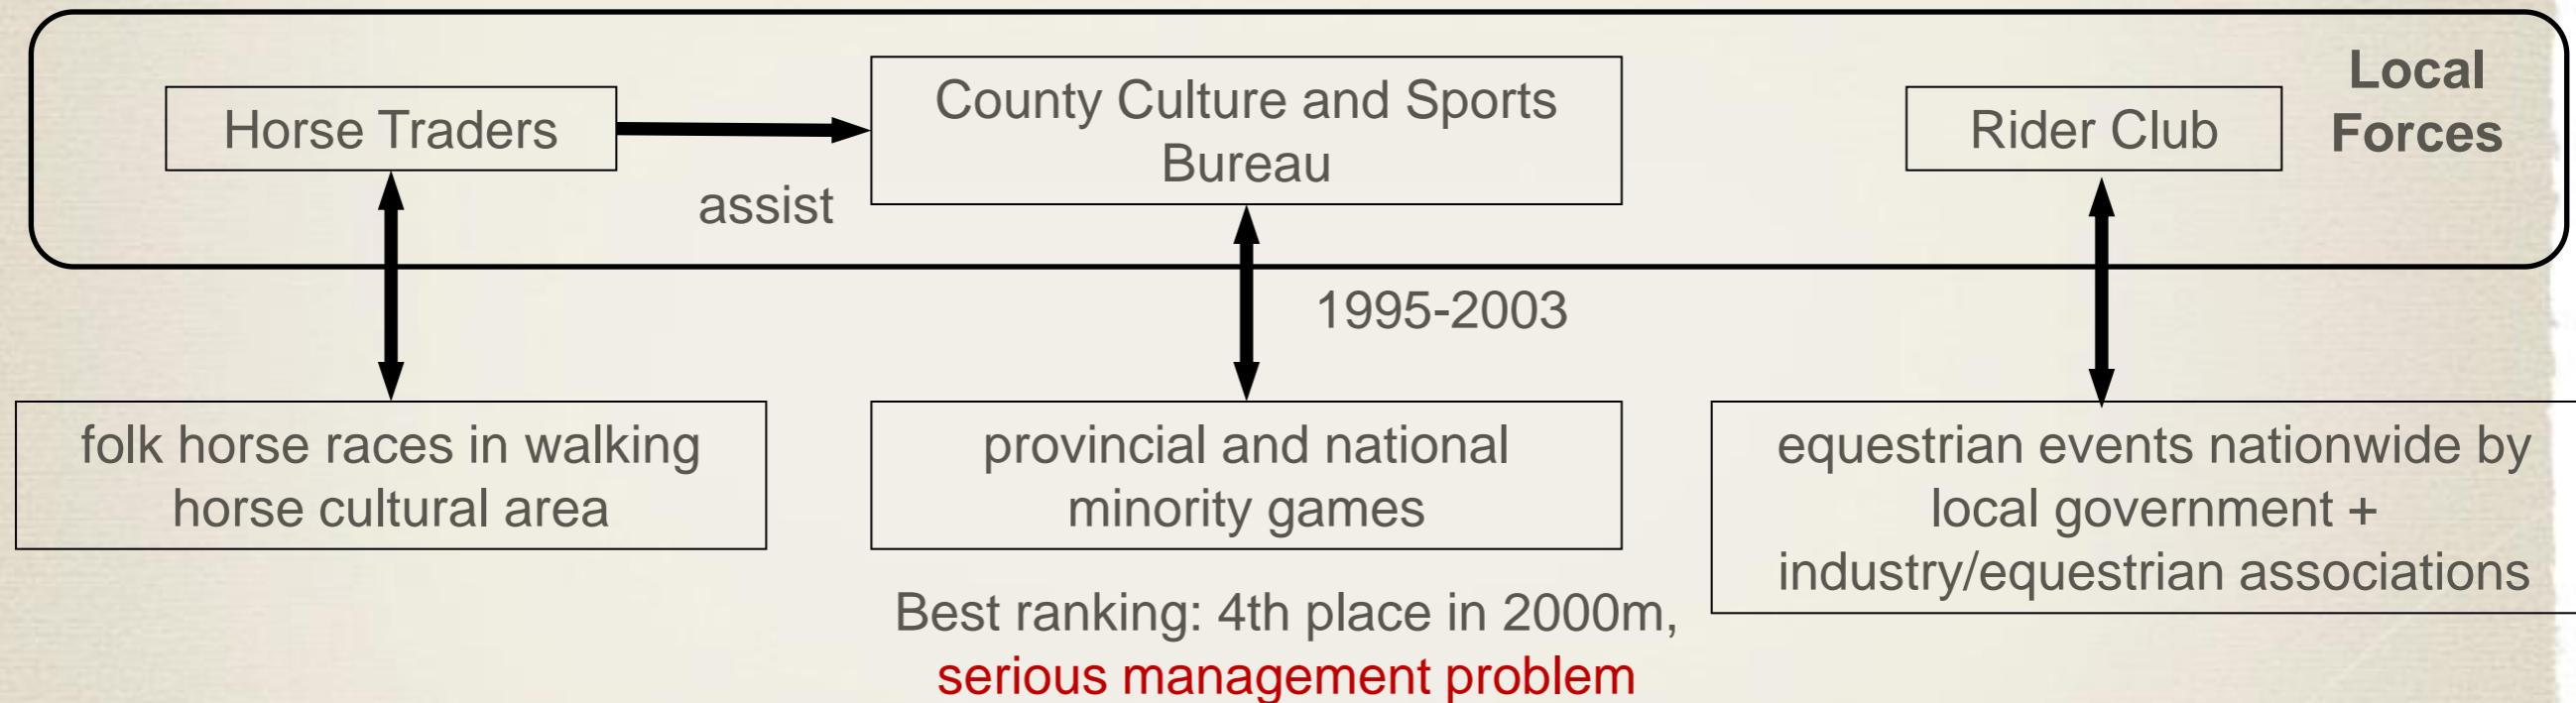 Horse Traders
assist
County Culture and Sports
Bureau
Rider Club
Local
Forces
1995-2003
folk horse races in walking
horse cultural area
provincial and national
minority games
equestrian events nationwide by
local government +
industry/equestrian associations
Best ranking: 4th place in 2000m,
serious management problem